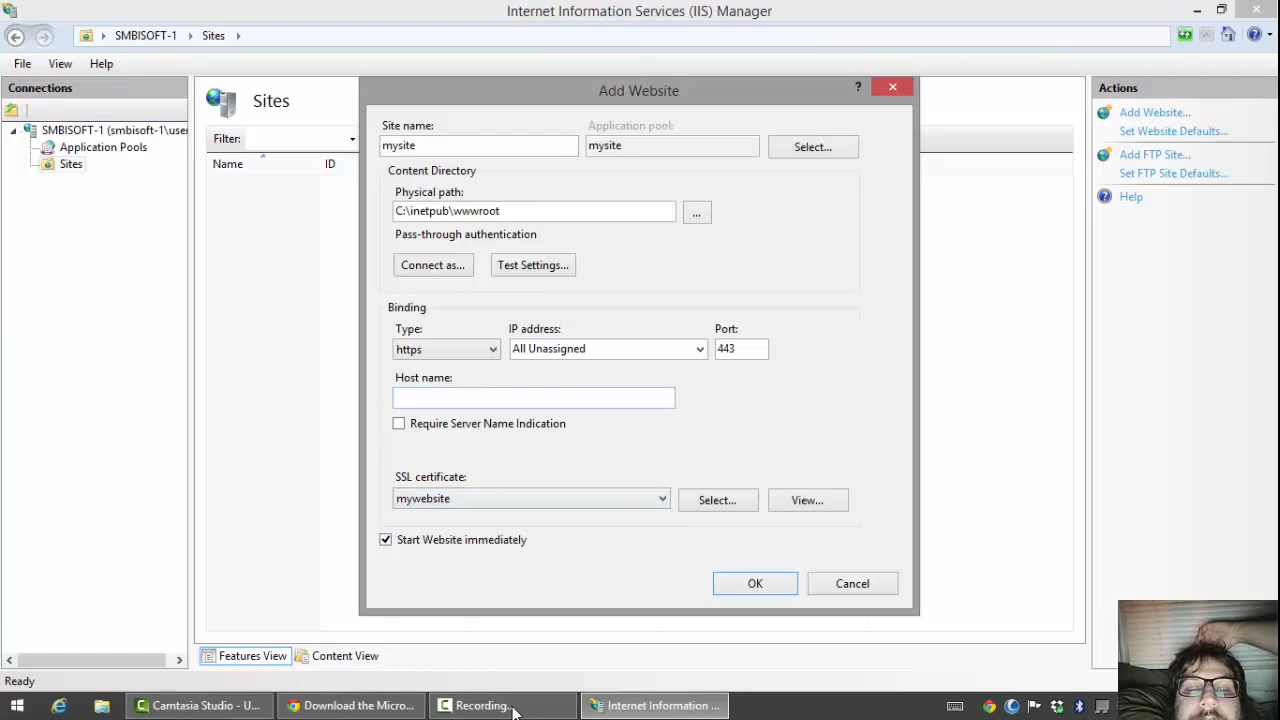 Internet Information Services (IIS) Manager
SMBISOFT-1 Sites
File View Help
Connections
SMBISOFT-1 (smbisoft-1\use
Application Pools
Sites
Sites
Filter:
Name ID
Add Website
?
Site name:
mysite
Application pool:
mysite
Select...
Content Directory
Physical path:
C:\inetpub\wwwroot
...
Pass-through authentication
Connect as...
Test Settings...
Binding
Type:
IP address:
Port:
https
All Unassigned
443
Host name:
Require Server Name Indication
SSL certificate:
mywebsite
Select...
View...
Start Website immediately
OK
Cancel
Actions
Add Website...
Set Website Defaults...
Add FTP Site...
Set FTP Site Defaults...
Help
Features View
Content View
Ready
Camtasia Studio - U...
Download the Micro...
Recording...
Internet Information ...